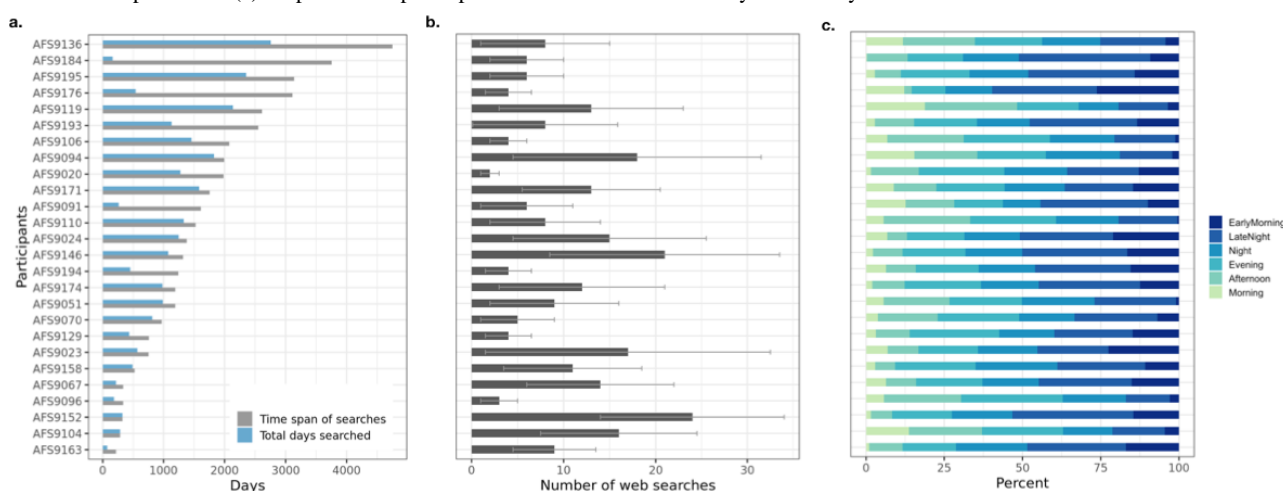 a.
Participants
AFS9136
AFS9184
AFS9195
AFS9176
AFS9119
AFS9193
AFS9106
AFS9094
AFS9020
AFS9171
AFS9091
AFS9110
AFS9024
AFS9146
AFS9194
AFS9174
AFS9051
AFS9070
AFS9129
AFS9023
AFS9158
AFS9067
AFS9096
AFS9152
AFS9104
AFS9163
Time span of searches
Total days searched
0 1000 2000 3000 4000
Days
b.
0 10 20 30
Number of web searches
c.
0 25 50 75 100
Percent
EarlyMorning
LateNight
Night
Evening
Afternoon
Morning